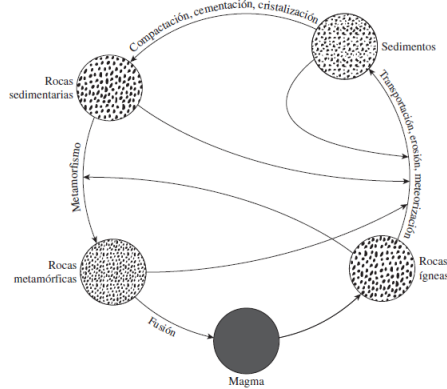 Compactación, cementación, cristalización
Sedimentos
Rocas
sedimentarias
Transportación, erosión, meteorización
Metamorfismo
Rocas
metamórficas
Rocas
ígneas
Fusión
Magma